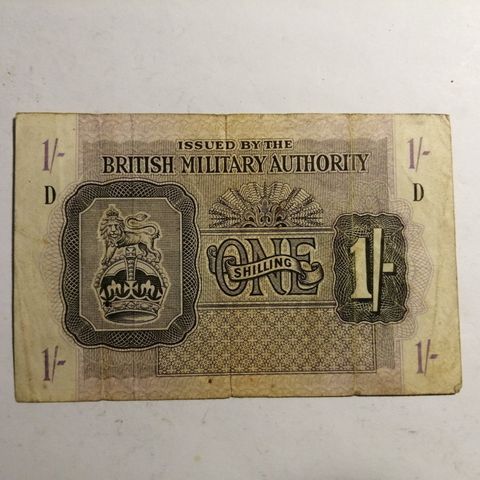 1/- ISSUED BY THE 1/-
D BRITISH MILITARY AUTHORITY D
ONE
SHILLING
1/-
1/- 1/-